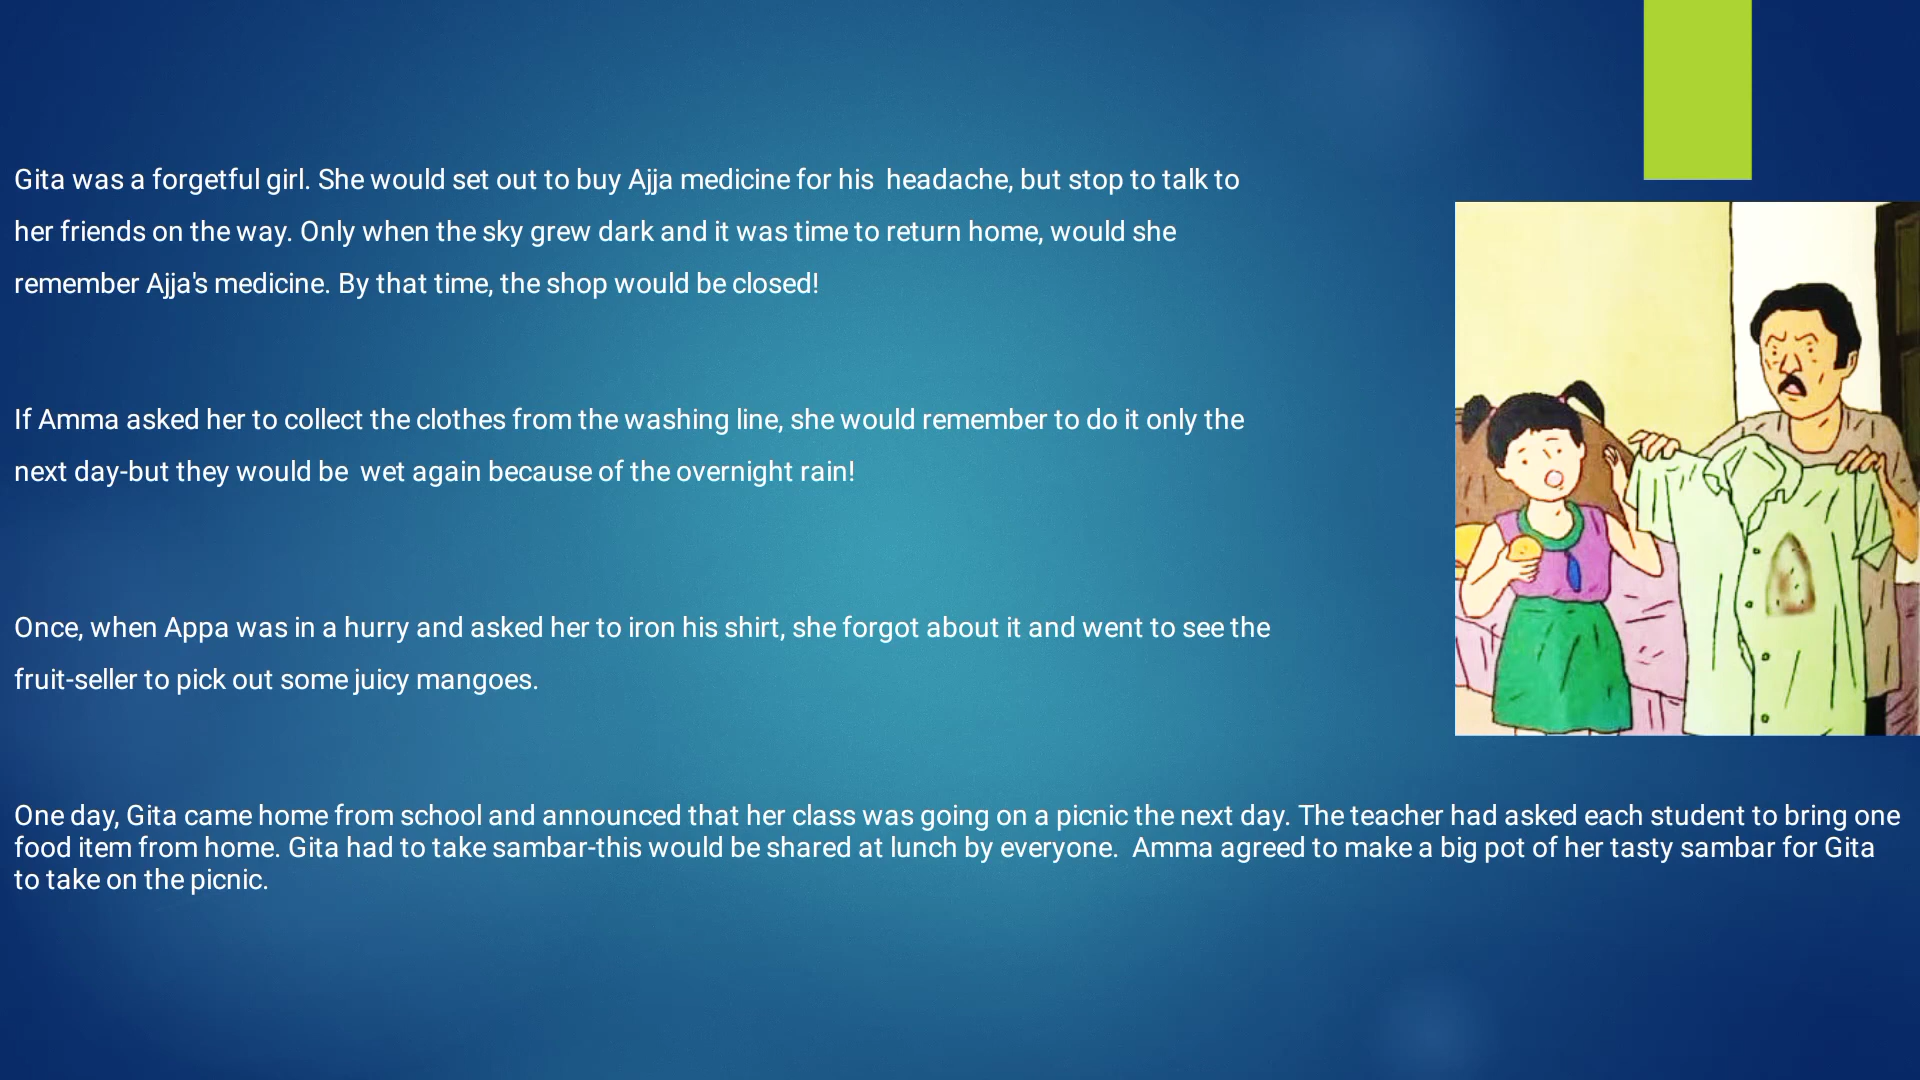 Gita was a forgetful girl. She would set out to buy Ajja medicine for his  headache, but stop to talk to
her friends on the way. Only when the sky grew dark and it was time to return home, would she
remember Ajja's medicine. By that time, the shop would be closed!
If Amma asked her to collect the clothes from the washing line, she would remember to do it only the
next day-but they would be  wet again because of the overnight rain!
Once, when Appa was in a hurry and asked her to iron his shirt, she forgot about it and went to see the
fruit-seller to pick out some juicy mangoes.
One day, Gita came home from school and announced that her class was going on a picnic the next day. The teacher had asked each student to bring one
food item from home. Gita had to take sambar-this would be shared at lunch by everyone.  Amma agreed to make a big pot of her tasty sambar for Gita
to take on the picnic.